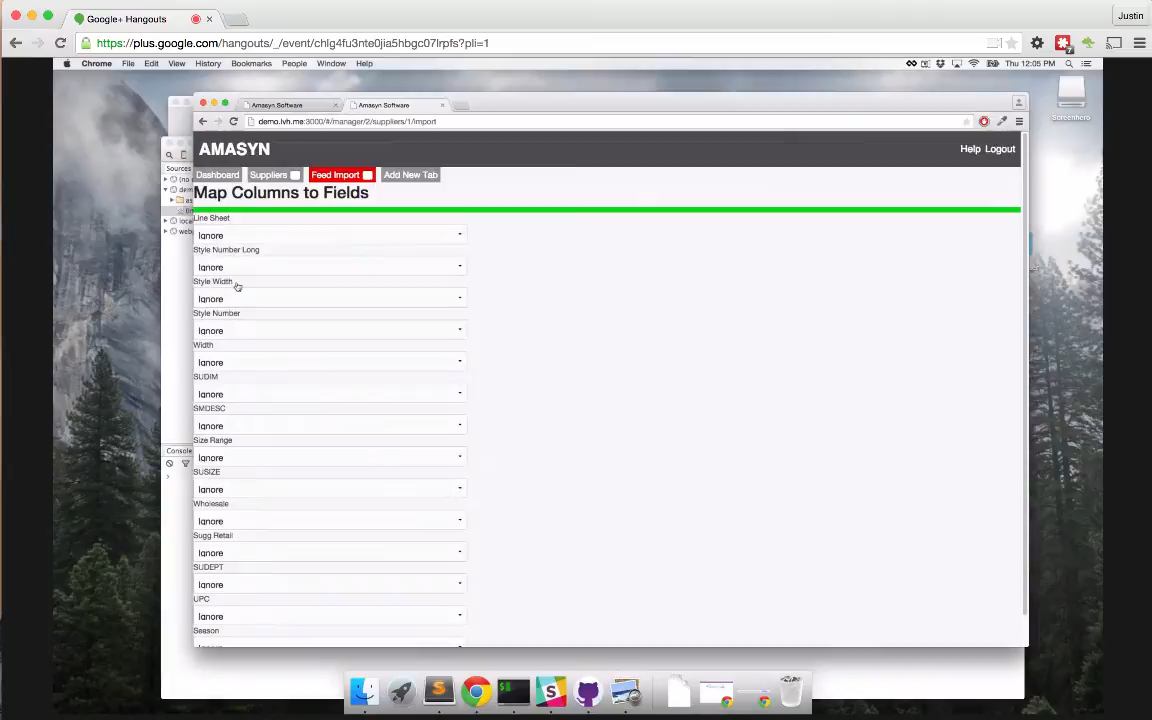 Google+ Hangouts
Justin
https://plus.google.com/hangouts/_/event/chlg4fu3nte0jia5hbgc07lrpfs?pli=1
Chrome File Edit View History Bookmarks People Window Help
Thu 12:05 PM
Amasyn Software
Amasyn Software
Screenhero
demo.lvh.me:3000/#/manager/2/suppliers/1/import
AMASYN
Help Logout
Sources
Dashboard Suppliers Feed Import Add New Tab
Map Columns to Fields
Line Sheet
Ignore
Style Number Long
Ignore
Style Width
Ignore
Style Number
Ignore
Width
Ignore
SUDIM
Ignore
SMDESC
Ignore
Size Range
Console
Ignore
SUSIZE
Ignore
Wholesale
Ignore
Sugg Retail
Ignore
SUDEPT
Ignore
UPC
Ignore
Season